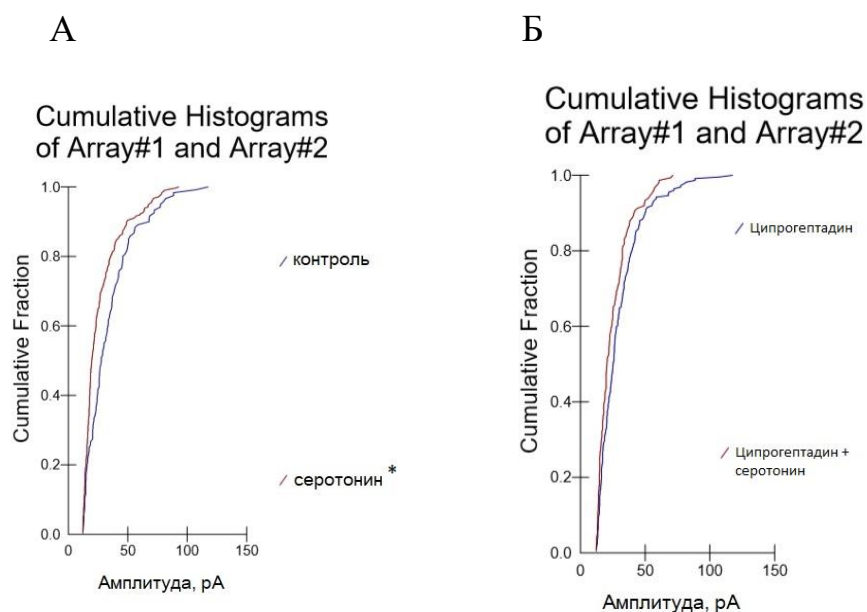 А
Cumulative Histograms
of Array#1 and Array#2
1.0
0.8
0.6
0.4
0.2
0.0
Cumulative Fraction
0
50
100
150
Амплитуда, pA
контроль
серотонин *
Б
Cumulative Histograms
of Array#1 and Array#2
1.0
0.8
0.6
0.4
0.2
0.0
Cumulative Fraction
0
50
100
150
Амплитуда, pA
Ципрогептадин
Ципрогептадин +
серотонин